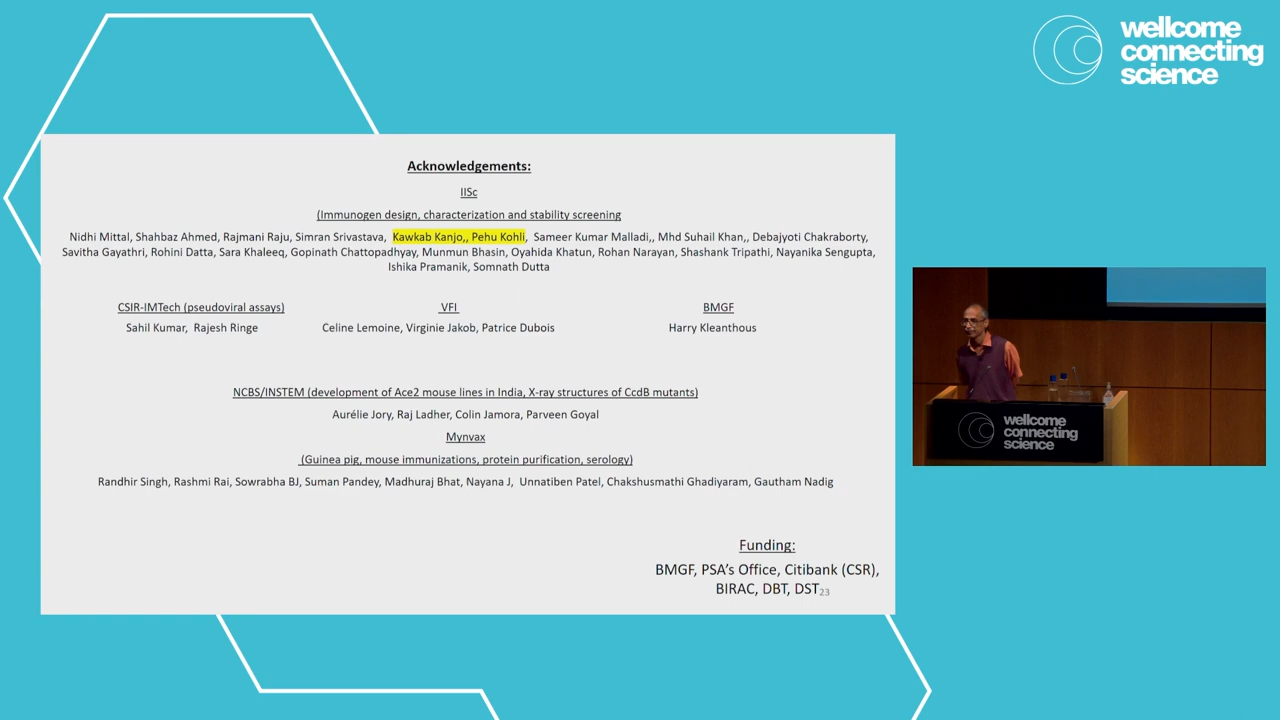 wellcome
connecting
science
Acknowledgements:
IISc
(Immunogen design, characterization and stability screening
Nidhi Mittal, Shahbaz Ahmed, Rajmani Raju, Simran Srivastava, Kawkab Kanjo,, Pehu Kohli, Sameer Kumar Malladi,, Mhd Suhail Khan,, Debajyoti Chakraborty,
Savitha Gayathri, Rohini Datta, Sara Khaleeq, Gopinath Chattopadhyay, Munmun Bhasin, Oyahida Khatun, Rohan Narayan, Shashank Tripathi, Nayanika Sengupta,
Ishika Pramanik, Somnath Dutta
CSIR-IMTech (pseudoviral assays)
Sahil Kumar, Rajesh Ringe
VFI
Celine Lemoine, Virginie Jakob, Patrice Dubois
BMGF
Harry Kleanthous
NCBS/INSTEM (development of Ace2 mouse lines in India, X-ray structures of CcdB mutants)
Aurélie Jory, Raj Ladher, Colin Jamora, Parveen Goyal
Mynvax
(Guinea pig, mouse immunizations, protein purification, serology)
Randhir Singh, Rashmi Rai, Sowrabha BJ, Suman Pandey, Madhuraj Bhat, Nayana J, Unnatiben Patel, Chakshusmathi Ghadiyaram, Gautham Nadig
Funding:
BMGF, PSA's Office, Citibank (CSR),
BIRAC, DBT, DST
23
wellcome
connecting
science